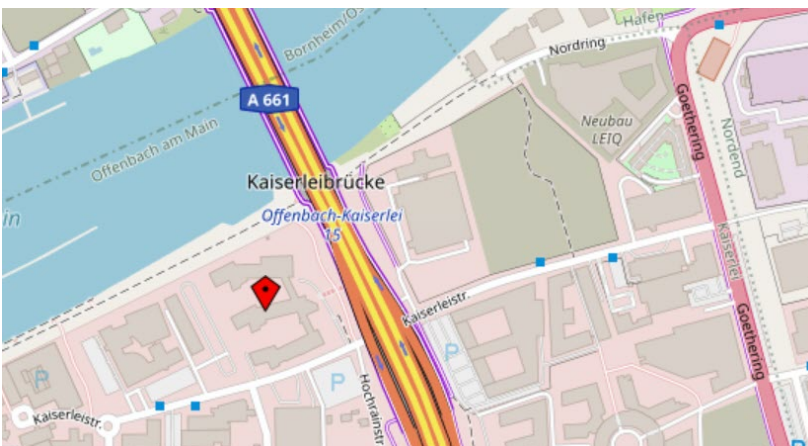 Hafen
Bornheim/Os
Nordring
A 661
Goethering
Neubau
LEIQ
Nordend
Offenbach am Main
Kaiserleibrücke
Offenbach-Kaiserlei
15
in
Kaiserlei
Kaiserleistr.
Goethering
P
P
P
Hochrainstr
Kaiserleistr.
P